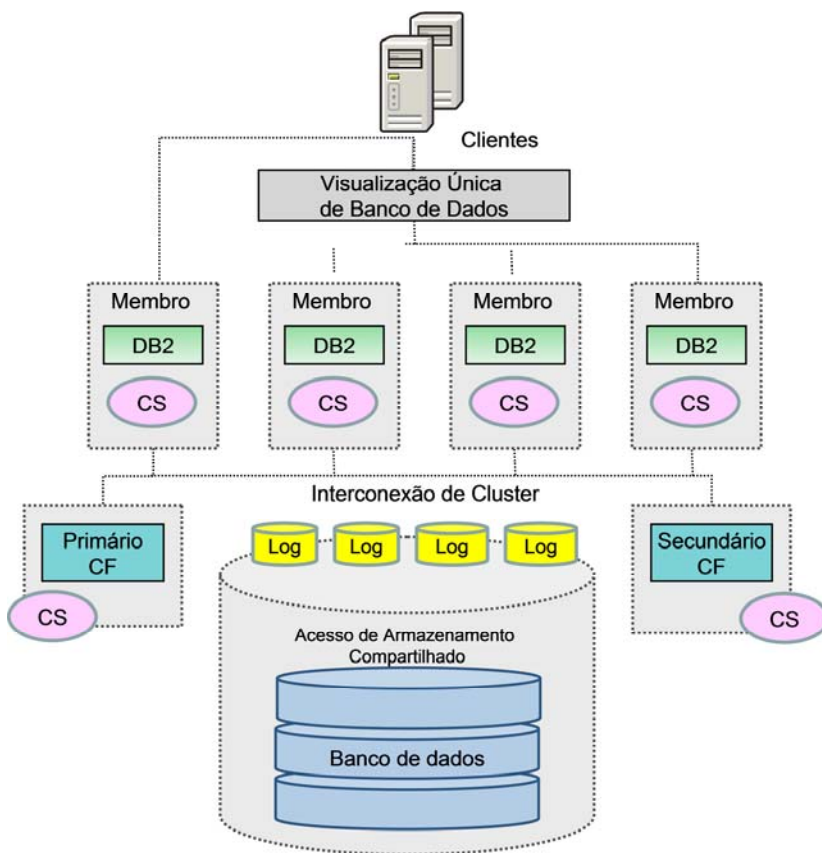 Clientes
Visualização Única
de Banco de Dados
Membro
DB2
CS
Membro
DB2
CS
Membro
DB2
CS
Membro
DB2
CS
Interconexão de Cluster
Primário
CF
CS
Log
Log
Log
Log
Secundário
CF
CS
Acesso de Armazenamento
Compartilhado
Banco de dados